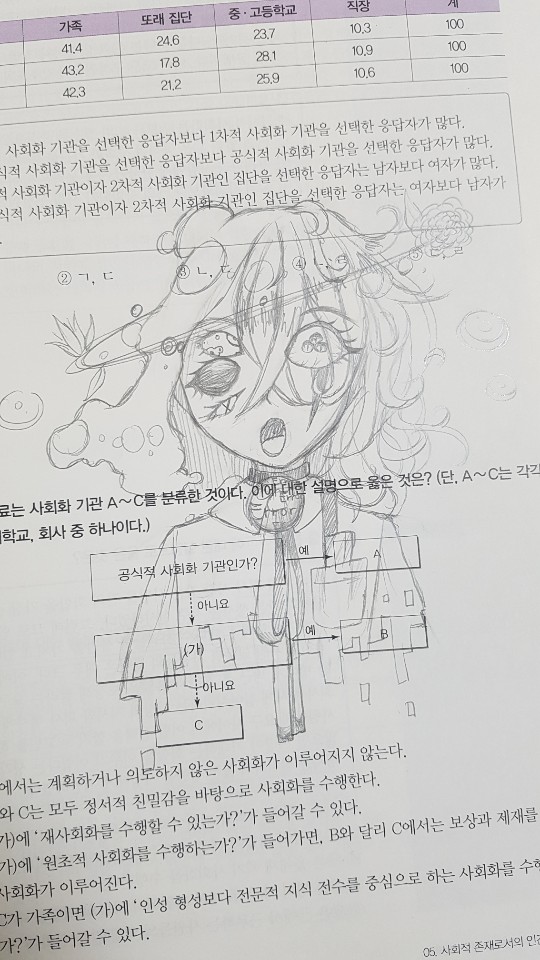 가족 또래 집단 중·고등학교 직장 계
41.4 24.6 23.7 10.3 100
43.2 17.8 28.1 10.9 100
42.3 21.2 25.9 10.6 100
사회화 기관을 선택한 응답자보다 1차적 사회화 기관을 선택한 응답자가 많다.
식적 사회화 기관을 선택한 응답자보다 공식적 사회화 기관을 선택한 응답자가 많다.
적 사회화 기관이자 2차적 사회화 기관인 집단을 선택한 응답자는 남자보다 여자가 많다.
식적 사회화 기관이자 2차적 사회화 기관인 집단을 선택한 응답자는 여자보다 남자가
② ㄱ, ㄷ ③ ㄴ, ④ ⑤ ㄹ
료는 사회화 기관 A~C를 분류한 것이다. 이에 대한 설명으로 옳은 것은? (단, A~C는 각각
학교, 회사 중 하나이다.)
Error
공식적 사회화 기관인가? 예 A
아니요
(가) 예 B
아니요
C
에서는 계획하거나 의도하지 않은 사회화가 이루어지지 않는다.
와 C는 모두 정서적 친밀감을 바탕으로 사회화를 수행한다.
가)에 '재사회화를 수행할 수 있는가?'가 들어갈 수 있다.
가)에 '원초적 사회화를 수행하는가?'가 들어가면, B와 달리 C에서는 보상과 제재를
사회화가 이루어진다.
C가 가족이면 (가)에 '인성 형성보다 전문적 지식 전수를 중심으로 하는 사회화를 수행
가?'가 들어갈 수 있다.
05. 사회적 존재로서의 인간